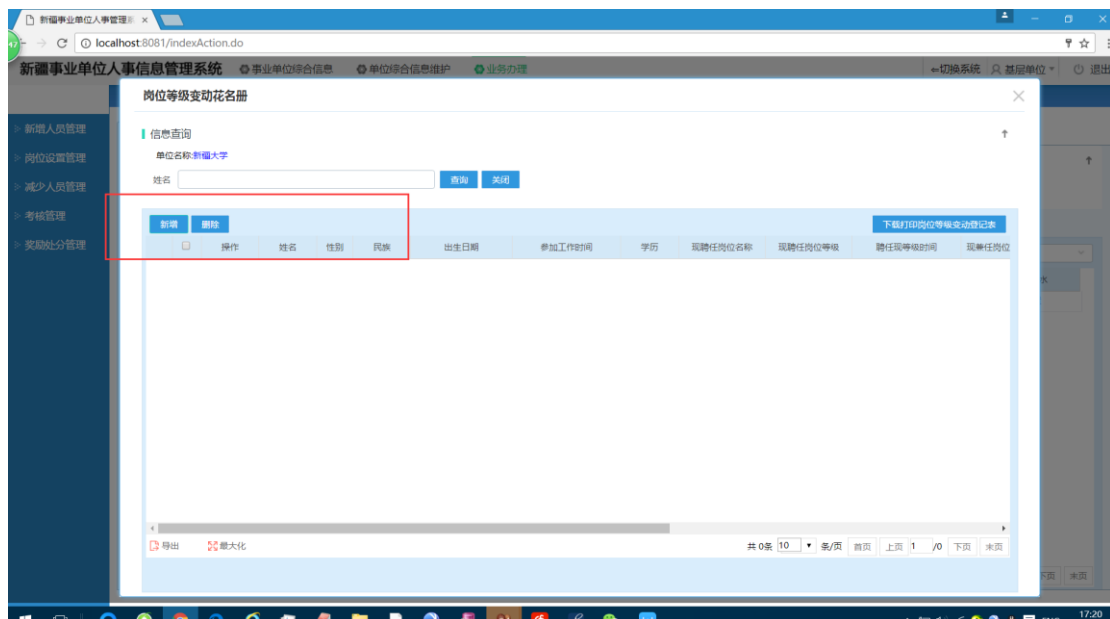 新疆事业单位人事管理
localhost:8081/indexAction.do
新疆事业单位人事信息管理系统 事业单位综合信息 单位综合信息维护 业务办理 切换系统 基层单位 退出
岗位等级变动花名册
新增人员管理
岗位设置管理
减少人员管理
考核管理
奖励处分管理
信息查询
单位名称:新疆大学
姓名 查询 关闭
新增 删除 下载打印岗位等级变动登记表
操作 姓名 性别 民族 出生日期 参加工作时间 学历 现聘任岗位名称 现聘任岗位等级 聘任现等级时间 现兼任岗位
导出 最大化 共 0条 10 条/页 首页 上页 1 /0 下页 末页
下页 末页
17:20